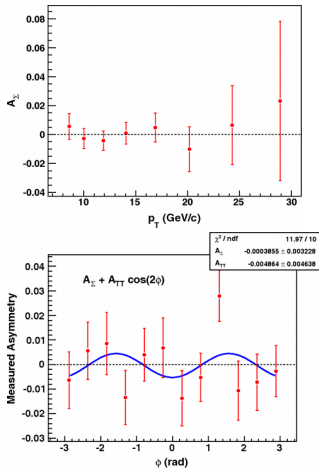 0.08
0.06
0.04
0.02
0
-0.02
-0.04
A_Σ
10 15 20 25 30
p_T (GeV/c)
χ² / ndf 11.97 / 10
A_Σ -0.0003855 ± 0.003228
A_TT -0.004864 ± 0.004638
A_Σ + A_TT cos(2φ)
0.04
0.03
0.02
0.01
-0.00
-0.01
-0.02
-0.03
Measured Asymmetry
-3 -2 -1 0 1 2 3
φ (rad)